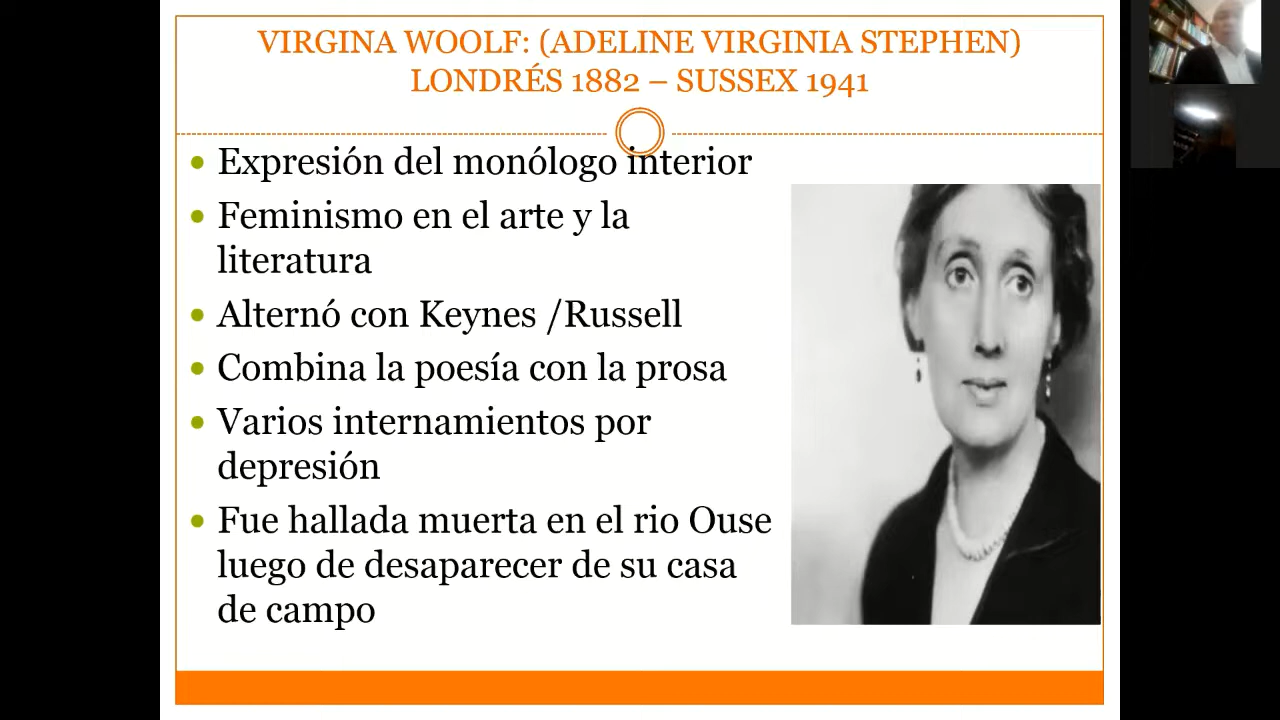 VIRGINA WOOLF: (ADELINE VIRGINIA STEPHEN)
LONDRÉS 1882 – SUSSEX 1941
Expresión del monólogo interior
Feminismo en el arte y la
literatura
Alternó con Keynes /Russell
Combina la poesía con la prosa
Varios internamientos por
depresión
Fue hallada muerta en el rio Ouse
luego de desaparecer de su casa
de campo